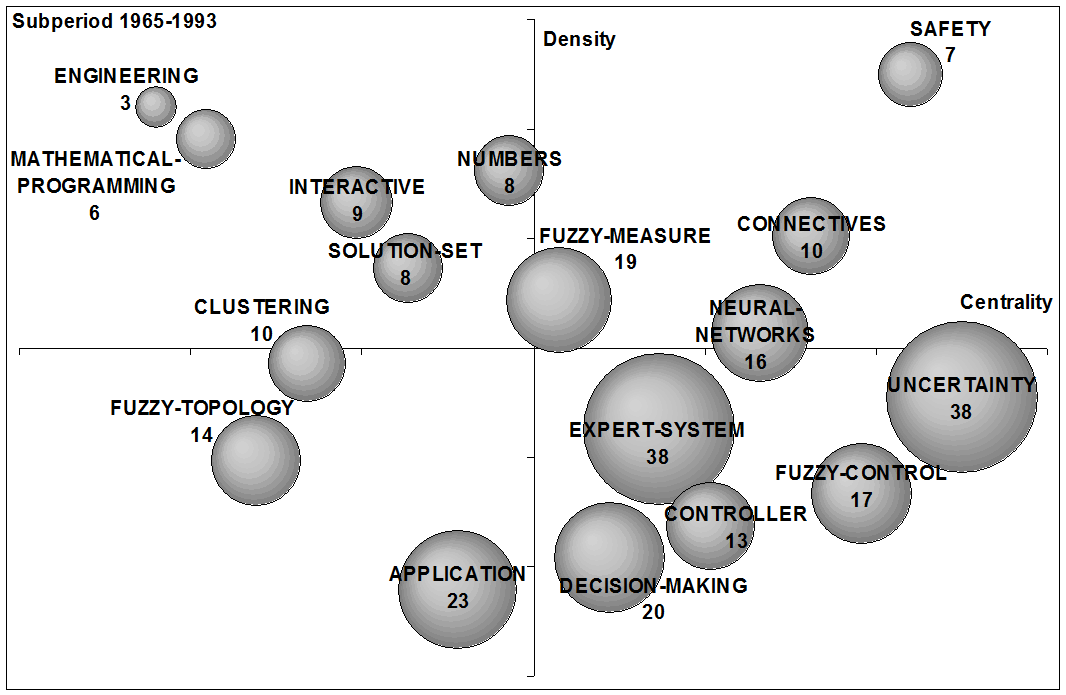 Subperiod 1965-1993
Density
SAFETY
7
ENGINEERING
3
MATHEMATICAL-
PROGRAMMING
6
NUMBERS
8
INTERACTIVE
9
SOLUTION-SET
8
FUZZY-MEASURE
19
CONNECTIVES
10
Centrality
CLUSTERING
10
NEURAL-
NETWORKS
16
UNCERTAINTY
38
FUZZY-TOPOLOGY
14
EXPERT-SYSTEM
38
FUZZY-CONTROL
17
CONTROLLER
13
APPLICATION
23
DECISION-MAKING
20